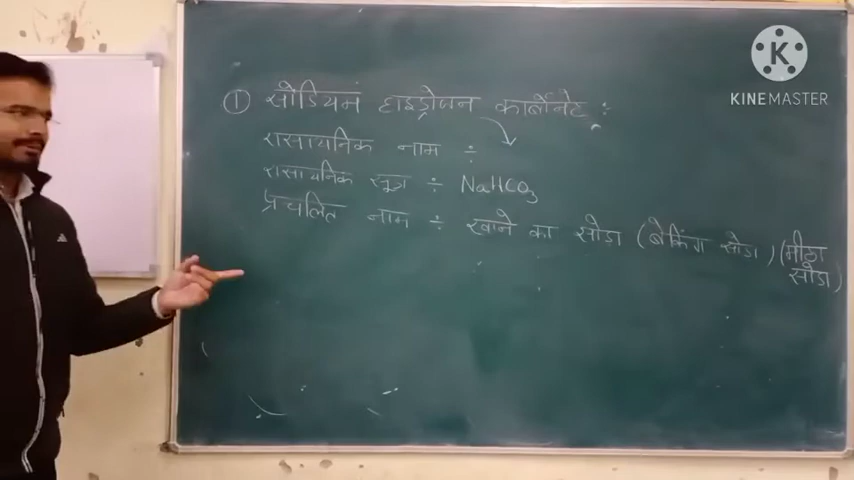 ① सोडियम हाइड्रोजन कार्बोनेट :
रासायनिक नाम ÷
रासायनिक सूत्र ÷ NaHCO₃
प्रचलित नाम ÷ खाने का सोडा (बेकिंग सोडा) (मीठा सोडा)
KINEMASTER